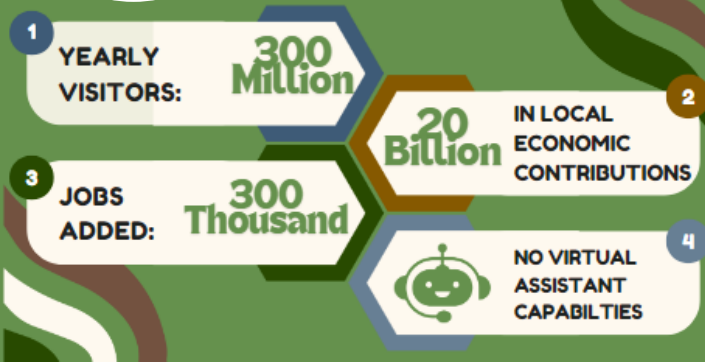 1
YEARLY
VISITORS:
300
Million
2
20
Billion
IN LOCAL
ECONOMIC
CONTRIBUTIONS
3
JOBS
ADDED:
300
Thousand
4
NO VIRTUAL
ASSISTANT
CAPABILTIES